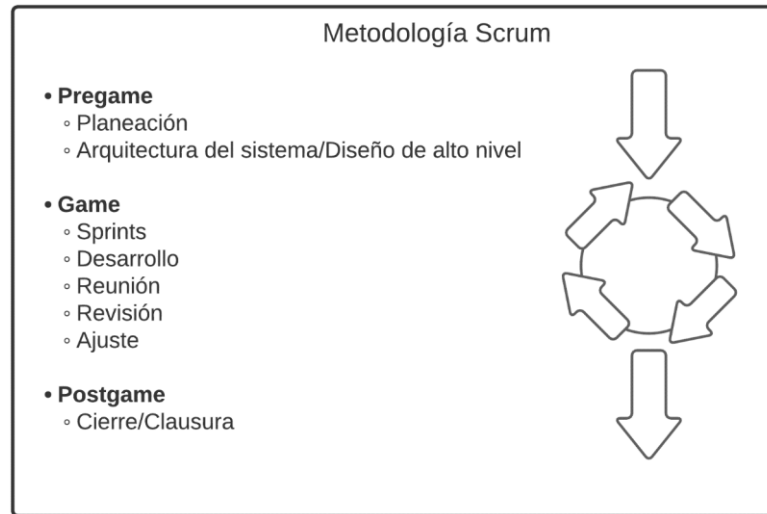 Metodología Scrum
• Pregame
◦ Planeación
◦ Arquitectura del sistema/Diseño de alto nivel
• Game
◦ Sprints
◦ Desarrollo
◦ Reunión
◦ Revisión
◦ Ajuste
• Postgame
◦ Cierre/Clausura